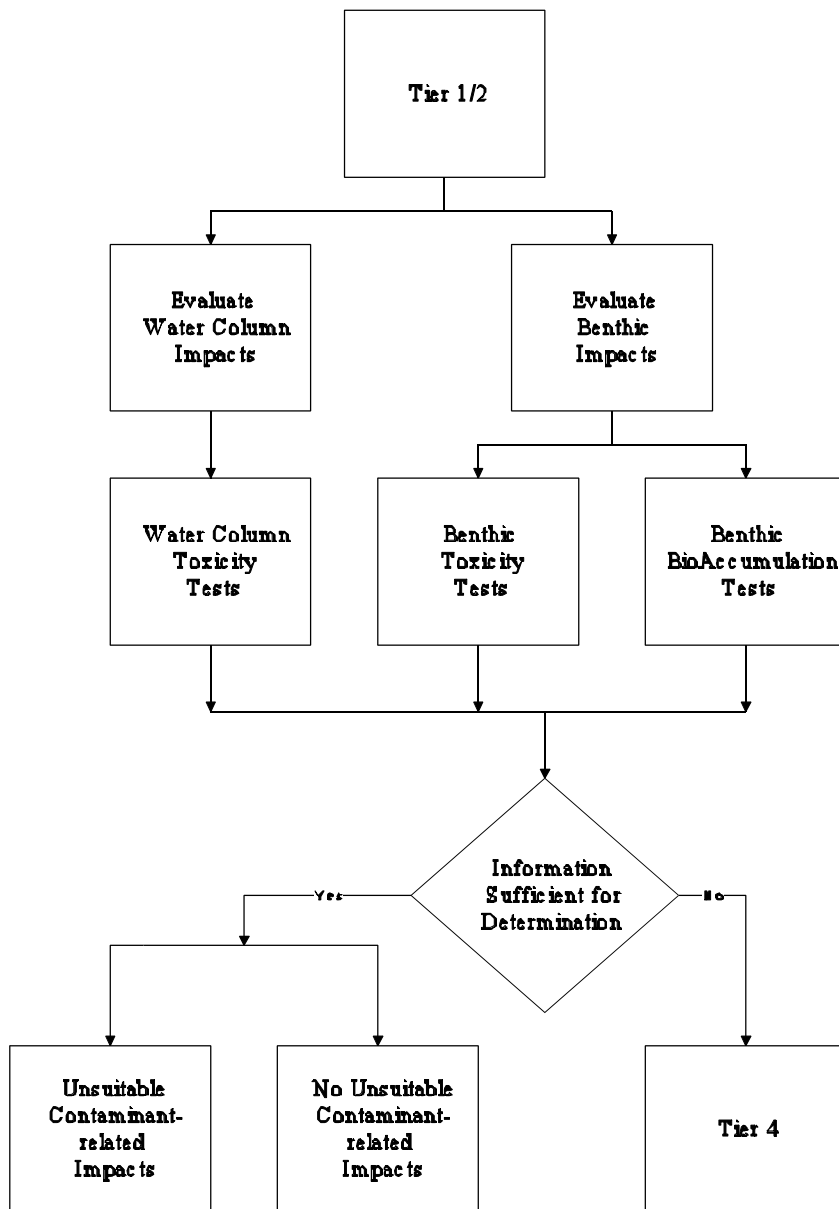 Tier 1/2
Evaluate
Water Column
Impacts
Evaluate
Benthic
Impacts
Water Column
Toxicity
Tests
Benthic
Toxicity
Tests
Benthic
BioAccumulation
Tests
Information
Sufficient for
Determination
Yes
No
Unsuitable
Contaminant-
related
Impacts
No Unsuitable
Contaminant-
related
Impacts
Tier 4